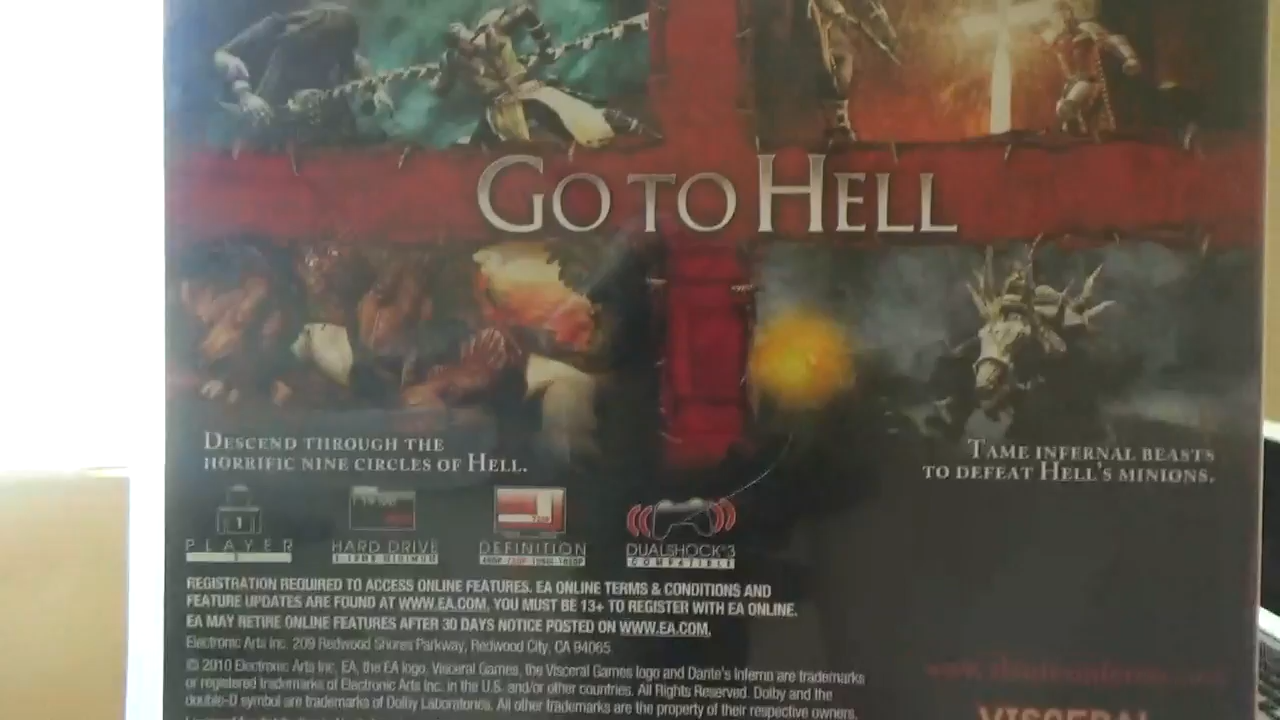 GO TO HELL
DESCEND THROUGH THE
HORRIFIC NINE CIRCLES OF HELL.
TAME INFERNAL BEASTS
TO DEFEAT HELL'S MINIONS.
1
PLAYER
HARD DRIVE
DEFINITION
DUALSHOCK®3
COMPATIBLE
REGISTRATION REQUIRED TO ACCESS ONLINE FEATURES. EA ONLINE TERMS & CONDITIONS AND
FEATURE UPDATES ARE FOUND AT WWW.EA.COM. YOU MUST BE 13+ TO REGISTER WITH EA ONLINE.
EA MAY RETIRE ONLINE FEATURES AFTER 30 DAYS NOTICE POSTED ON WWW.EA.COM.
Electronic Arts Inc. 209 Redwood Shores Parkway, Redwood City, CA 94065.
© 2010 Electronic Arts Inc. EA, the EA logo, Visceral Games, the Visceral Games logo and Dante's Inferno are trademarks
or registered trademarks of Electronic Arts Inc. in the U.S. and/or other countries. All Rights Reserved. Dolby and the
double-D symbol are trademarks of Dolby Laboratories. All other trademarks are the property of their respective owners.
www.dantesinferno.com
VISCERAL